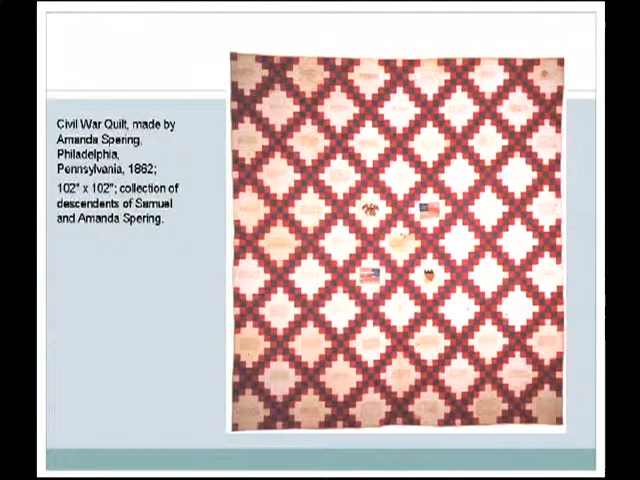 Civil War Quilt, made by
Amanda Spering,
Philadelphia,
Pennsylvania, 1862;
102" x 102"; collection of
descendents of Samuel
and Amanda Spering.